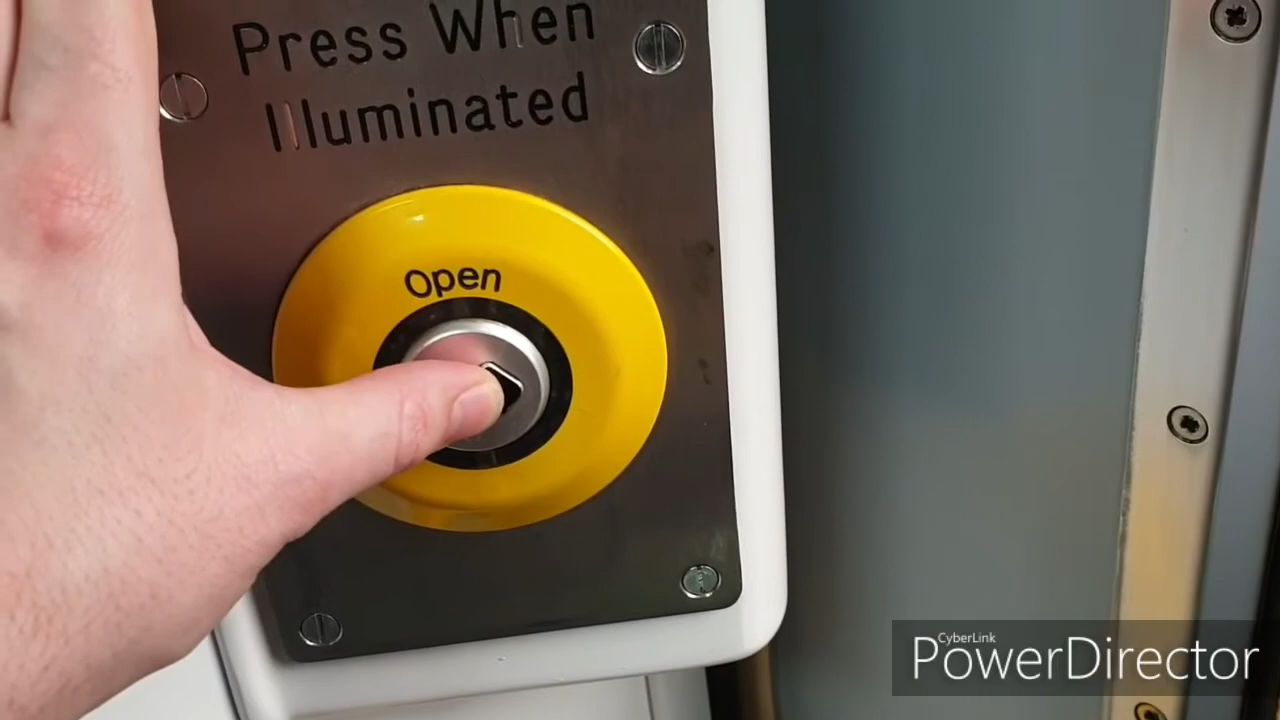 Press When
Illuminated
Open
CyberLink
PowerDirector